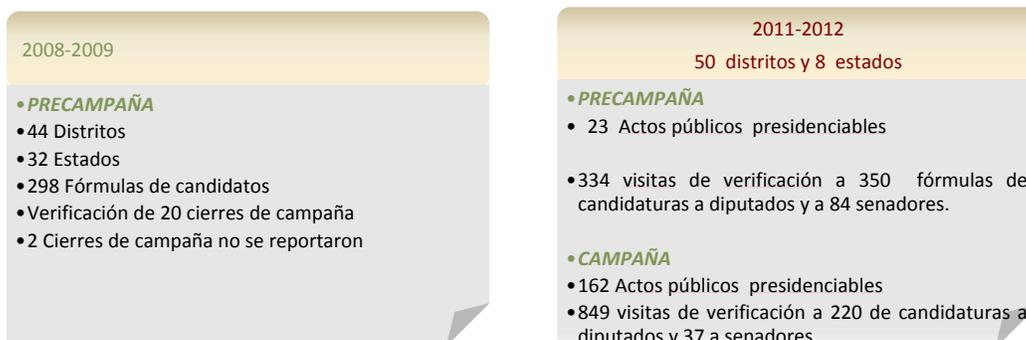 2008-2009
•PRECAMPAÑA
•44 Distritos
•32 Estados
•298 Fórmulas de candidatos
•Verificación de 20 cierres de campaña
•2 Cierres de campaña no se reportaron
2011-2012
50 distritos y 8 estados
•PRECAMPAÑA
• 23 Actos públicos presidenciables
•334 visitas de verificación a 350 fórmulas de
candidaturas a diputados y a 84 senadores.
•CAMPAÑA
•162 Actos públicos presidenciables
•849 visitas de verificación a 220 de candidaturas a
diputados y 37 a senadores